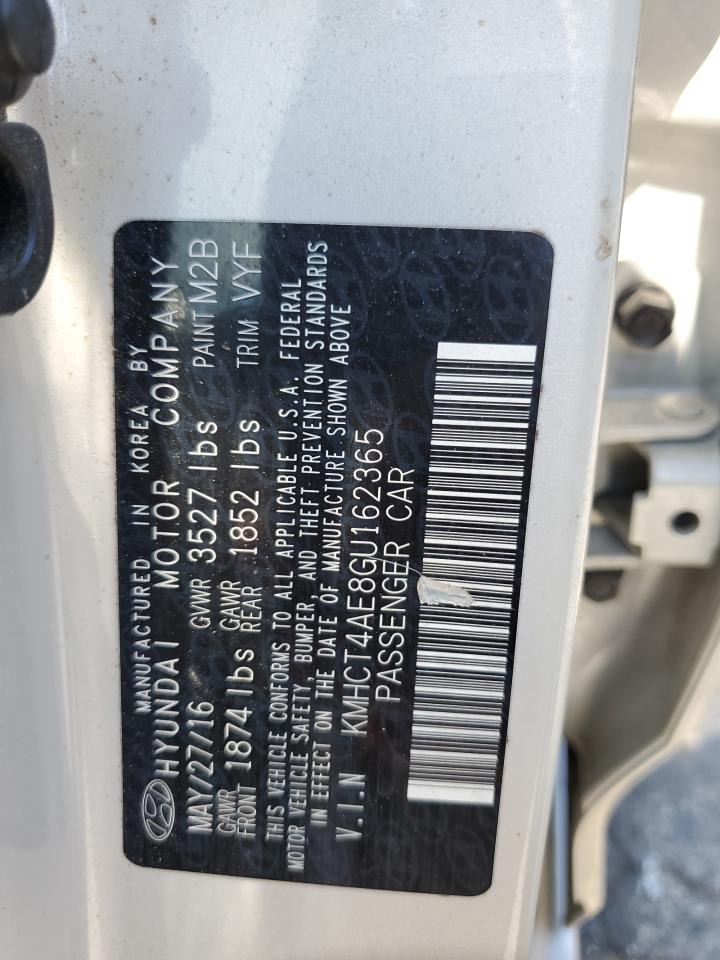 MANUFACTURED IN KOREA BY
HYUNDAI MOTOR COMPANY
MAY/27/16 GVWR 3527 lbs PAINT M2B
GAWR FRONT 1874 lbs GAWR REAR 1852 lbs TRIM VYF
THIS VEHICLE CONFORMS TO ALL APPLICABLE U.S.A. FEDERAL
MOTOR VEHICLE SAFETY, BUMPER, AND THEFT PREVENTION STANDARDS
IN EFFECT ON THE DATE OF MANUFACTURE SHOWN ABOVE
V.I.N KMHCT4AE8GU162365
PASSENGER CAR